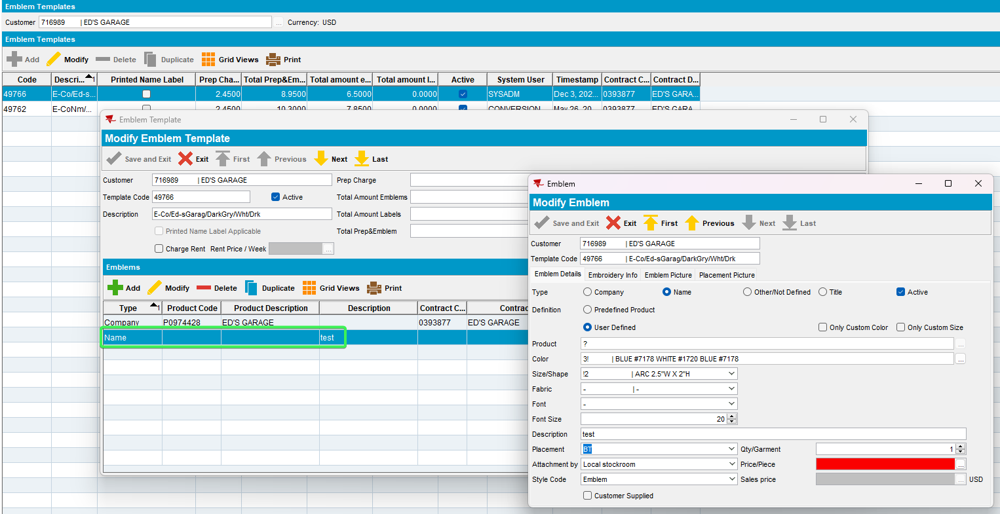 Emblem Templates
Customer 716989 | ED'S GARAGE ... Currency: USD
Emblem Templates
Add Modify Delete Duplicate Grid Views Print
Code Descri... 1 Printed Name Label Prep Cha... Total Prep&Em... Total amount e... Total amount l... Active System User Timestamp Contract C... Contract D...
49766 E-Co/Ed-s... 2.4500 8.9500 6.5000 0.0000 SYSADM Dec 3, 202... 0393877 ED'S GARA...
49762 E-CoNm/... 2.4500 10.3000 7.8500 0.0000 CONVERSION May 26, 20... 0393877 ED'S GARA...
Emblem Template
Modify Emblem Template
Save and Exit Exit First Previous Next Last
Customer 716989 | ED'S GARAGE Prep Charge
Template Code 49766 Active Total Amount Emblems
Description E-Co/Ed-sGarag/DarkGry/Wht/Drk Total Amount Labels
Printed Name Label Applicable Total Prep&Emblem
Charge Rent Rent Price / Week ...
Emblems
Add Modify Delete Duplicate Grid Views Print
Type 1 Product Code Product Description Description Contract C... Contrac
Company P0974428 ED'S GARAGE 0393877 ED'S GARAGE
Name test
Emblem
Modify Emblem
Save and Exit Exit First Previous Next Last
Customer 716989 | ED'S GARAGE
Template Code 49766 | E-Co/Ed-sGarag/DarkGry/Wht/Drk
Emblem Details Embroidery Info Emblem Picture Placement Picture
Type Company Name Other/Not Defined Title Active
Definition Predefined Product
User Defined Only Custom Color Only Custom Size
Product ? ...
Color 3! | BLUE #7178 WHITE #1720 BLUE #7178 ...
Size/Shape !2 | ARC 2.5"W X 2"H
Fabric - | -
Font -
Font Size 20
Description test
Placement BT Qty/Garment 1
Attachment by Local stockroom Price/Piece ...
Style Code Emblem Sales price ... USD
Customer Supplied